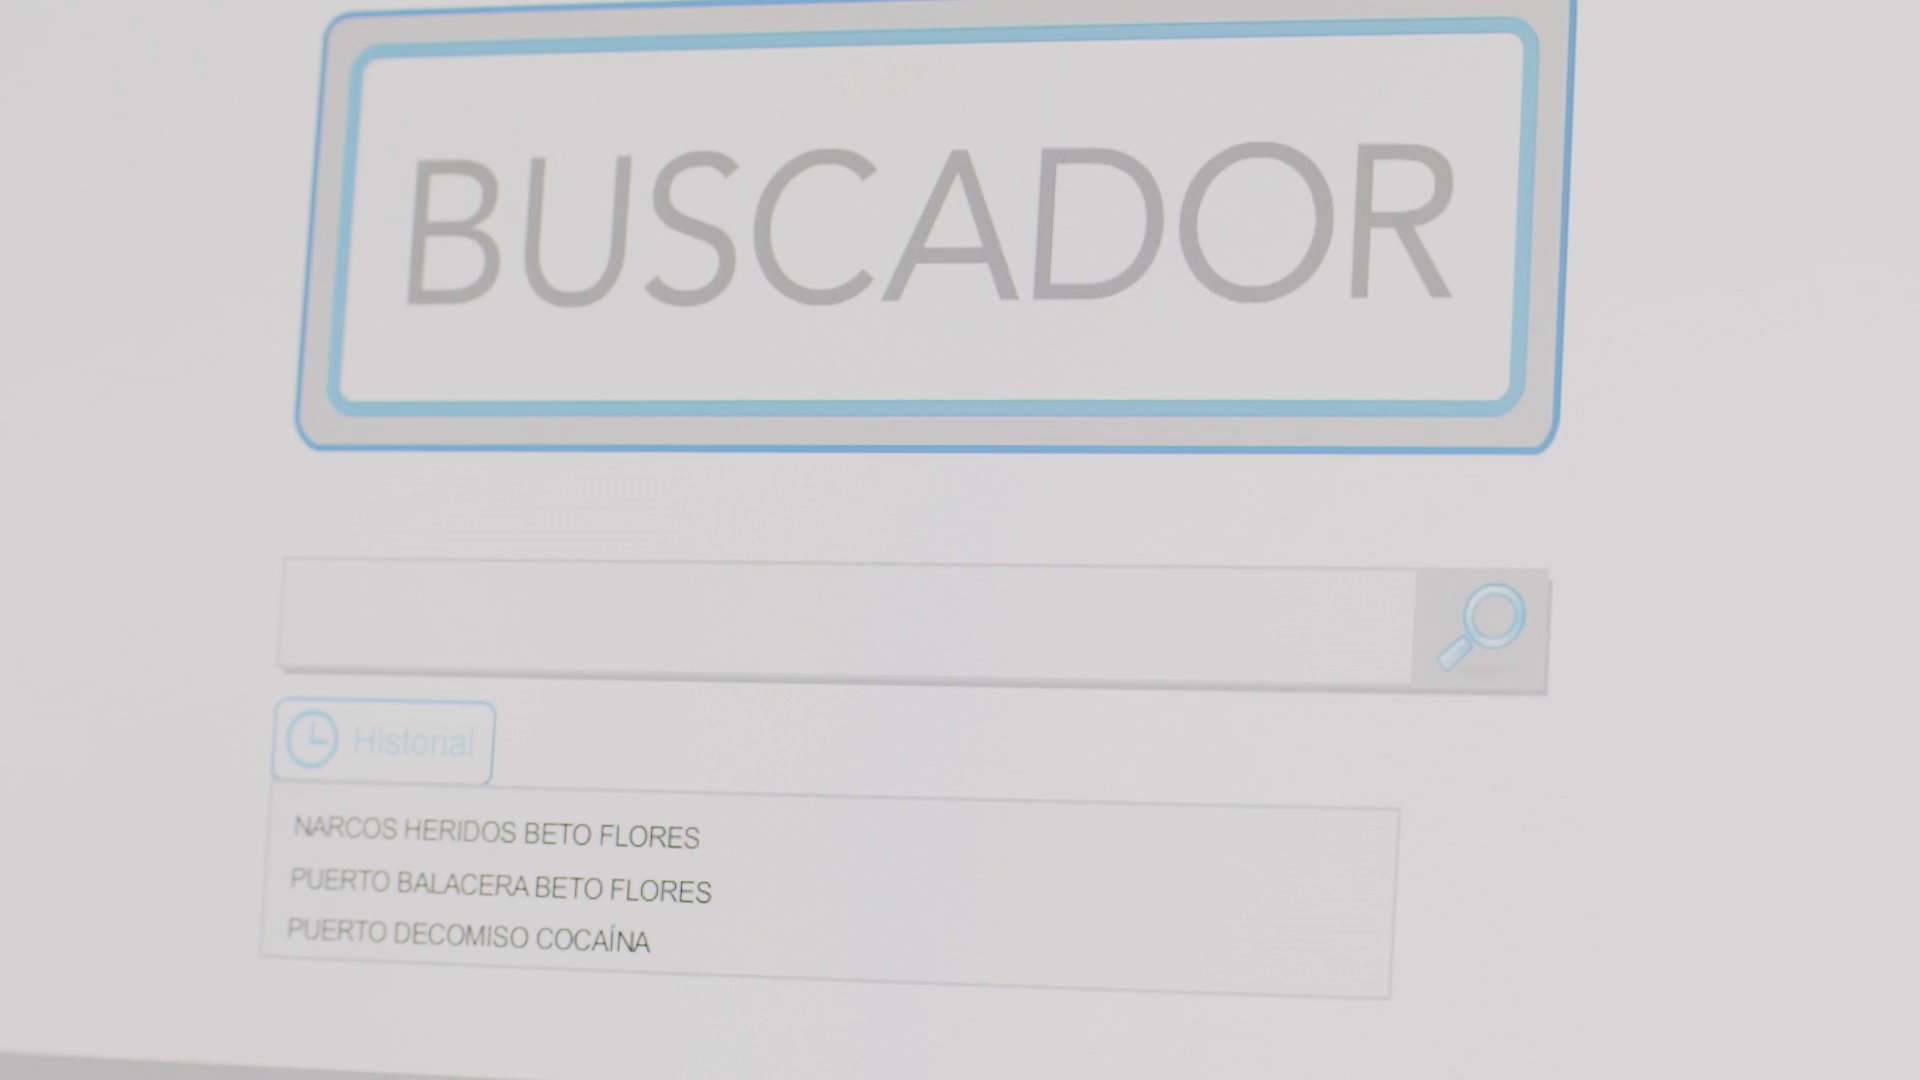 BUSCADOR
Historial
NARCOS HERIDOS BETO FLORES
PUERTO BALACERA BETO FLORES
PUERTO DECOMISO COCAÍNA